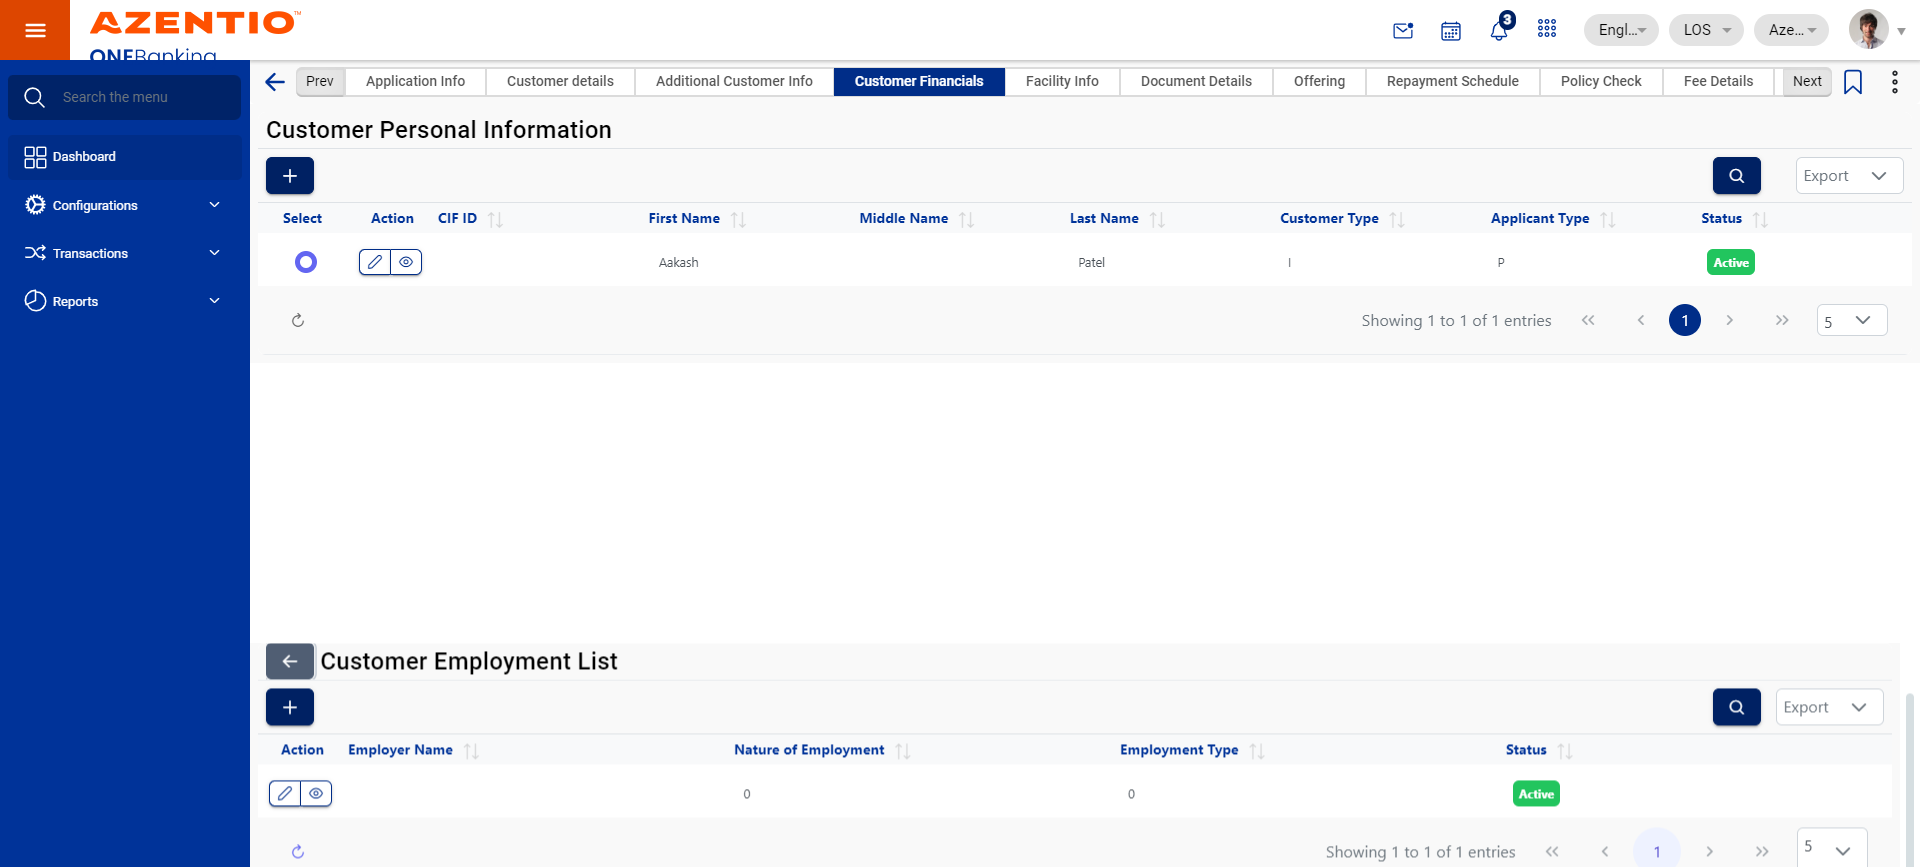 AZENTIO™
ONEBanking
3
Engl...
LOS
Aze...
Search the menu
Dashboard
Configurations
Transactions
Reports
Prev
Application Info
Customer details
Additional Customer Info
Customer Financials
Facility Info
Document Details
Offering
Repayment Schedule
Policy Check
Fee Details
Next
Customer Personal Information
Export
Select Action CIF ID First Name Middle Name Last Name Customer Type Applicant Type Status
Aakash Patel I P Active
Showing 1 to 1 of 1 entries
1
5
Customer Employment List
Export
Action Employer Name Nature of Employment Employment Type Status
0 0 Active
Showing 1 to 1 of 1 entries
1
5